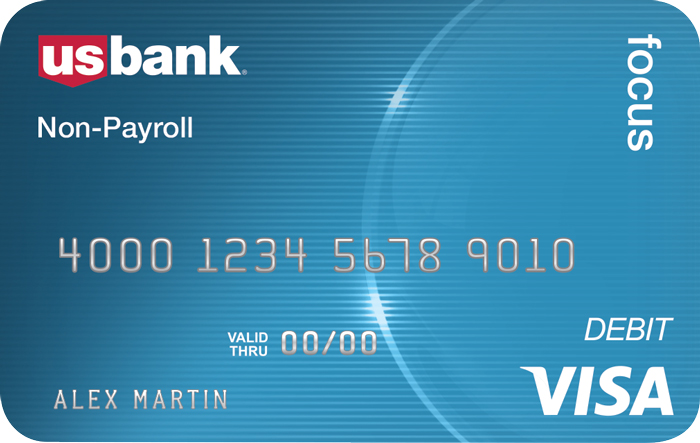 usbank
focus
Non-Payroll
4000 1234 5678 9010
VALID THRU 00/00
DEBIT
ALEX MARTIN
VISA